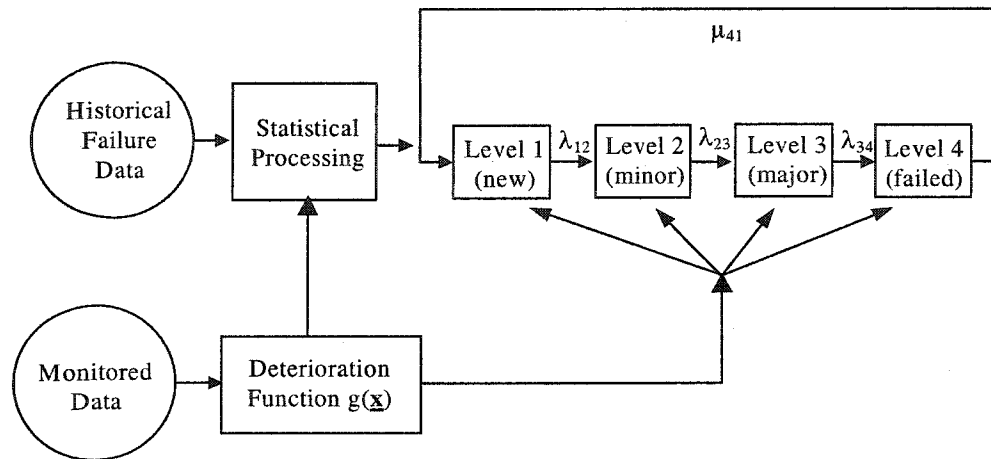 μ₄₁
Historical
Failure
Data
Statistical
Processing
Level 1
(new)
λ₁₂
Level 2
(minor)
λ₂₃
Level 3
(major)
λ₃₄
Level 4
(failed)
Monitored
Data
Deterioration
Function g(x)